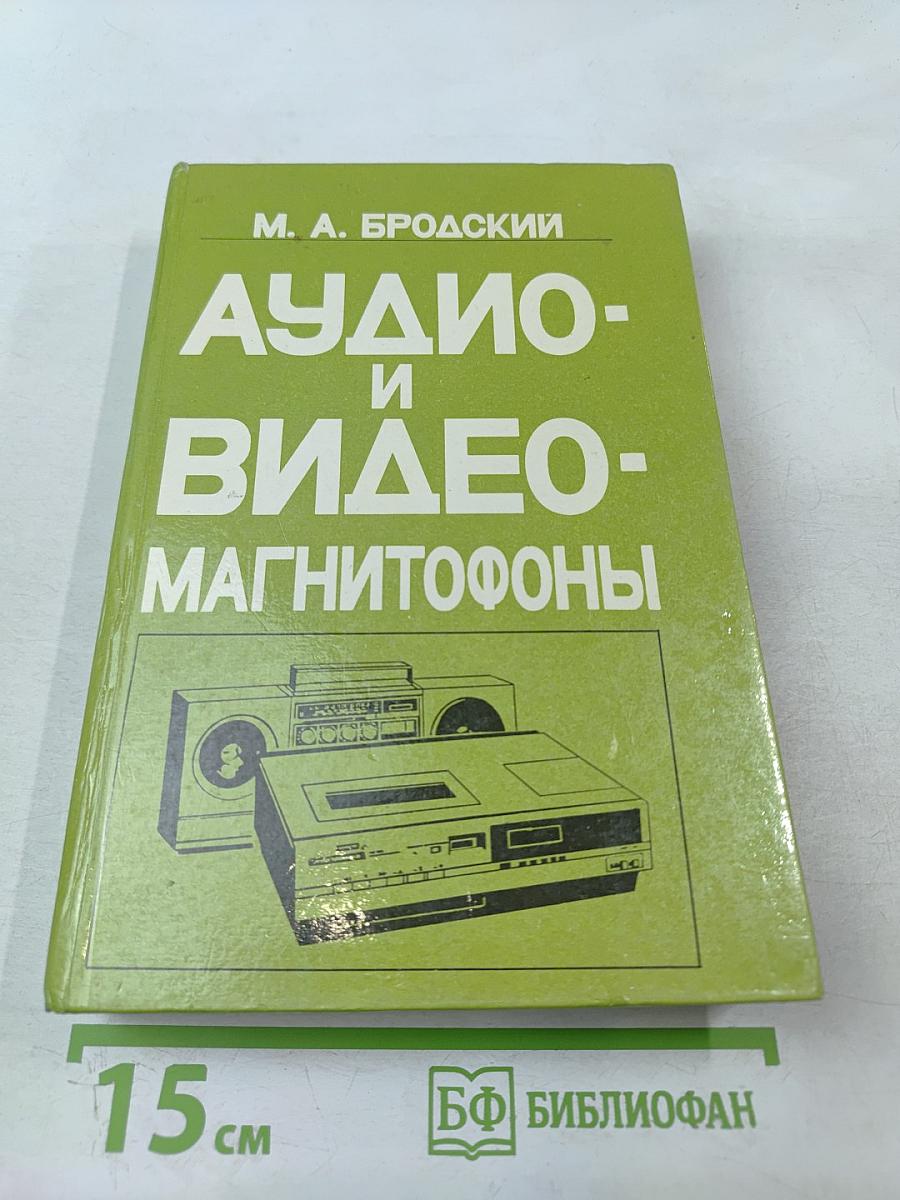 М. А. БРОДСКИЙ
АУДИО-
И
ВИДЕО-
МАГНИТОФОНЫ
15 см
БФ БИБЛИОФАН